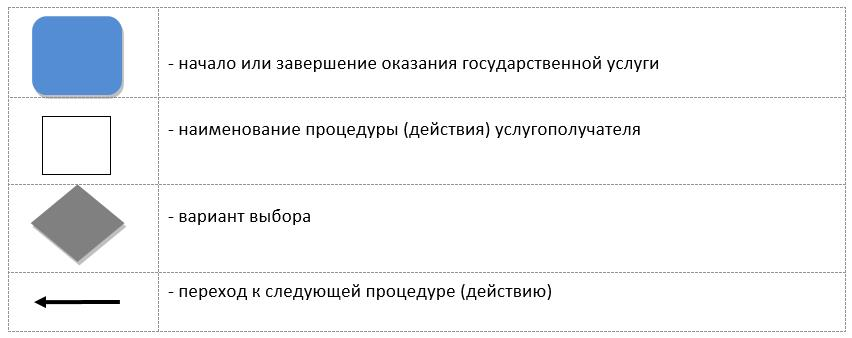 - начало или завершение оказания государственной услуги
- наименование процедуры (действия) услугополучателя
- вариант выбора
- переход к следующей процедуре (действию)